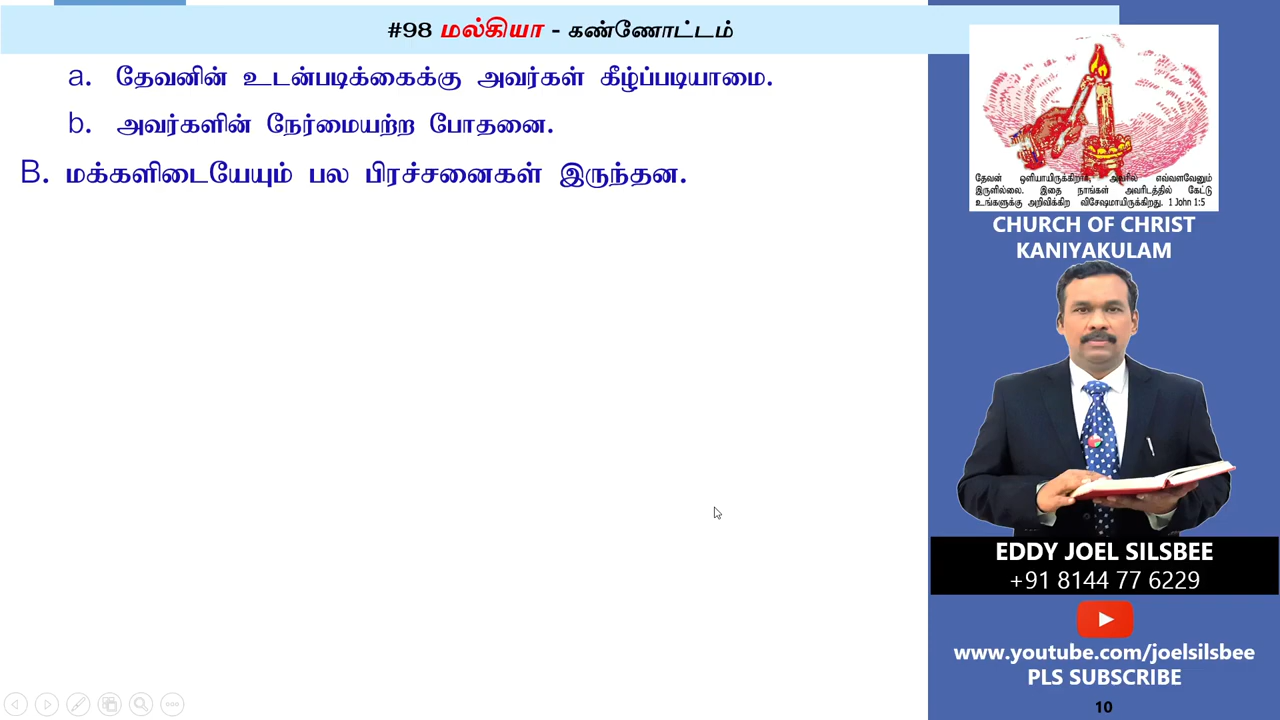 #98 மல்கியா - கண்ணோட்டம்
a. தேவனின் உடன்படிக்கைக்கு அவர்கள் கீழ்ப்படியாமை.
b. அவர்களின் நேர்மையற்ற போதனை.
B. மக்களிடையேயும் பல பிரச்சனைகள் இருந்தன.
தேவன் ஒளியாயிருக்கிறார், அவரில் எவ்வளவேனும்
இருளில்லை. இதை நாங்கள் அவரிடத்தில் கேட்டு
உங்களுக்கு அறிவிக்கிற விசேஷமாயிருக்கிறது. 1 John 1:5
CHURCH OF CHRIST
KANIYAKULAM
EDDY JOEL SILSBEE
+91 8144 77 6229
www.youtube.com/joelsilsbee
PLS SUBSCRIBE
10